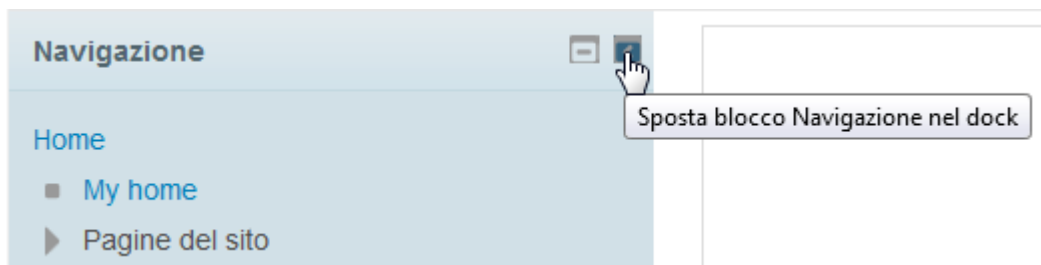 Navigazione
Sposta blocco Navigazione nel dock
Home
My home
Pagine del sito